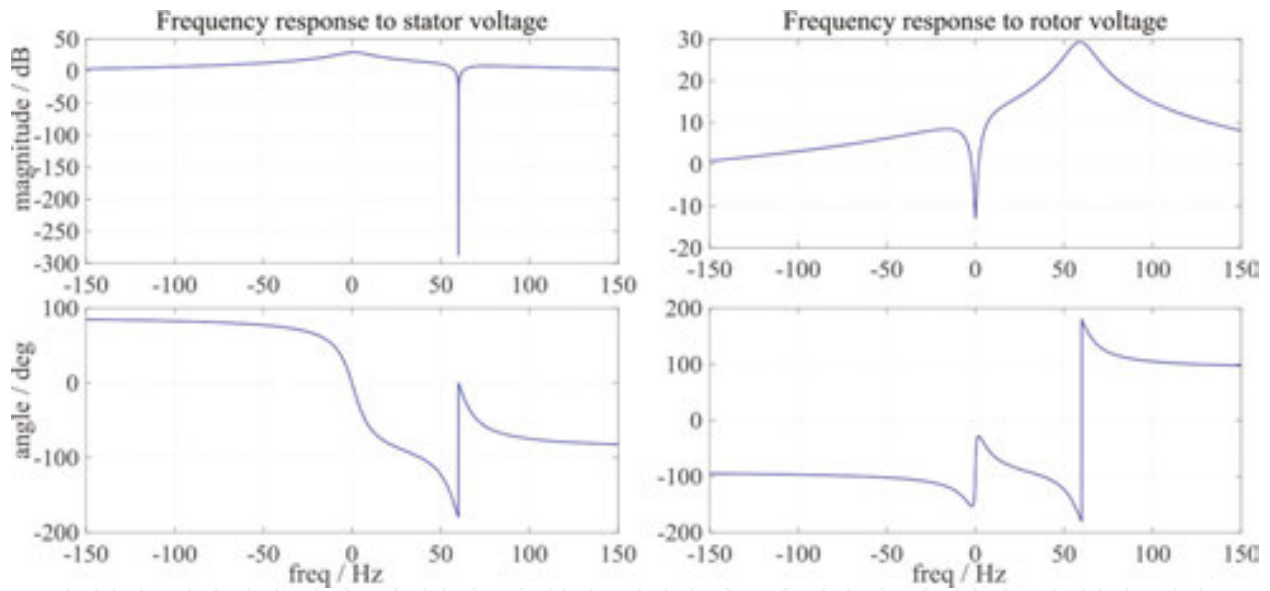 Frequency response to stator voltage
50
0
-50
-100
-150
-200
-250
-300
magnitude / dB
-150 -100 -50 0 50 100 150
Frequency response to rotor voltage
30
20
10
0
-10
-20
-150 -100 -50 0 50 100 150
100
0
-100
-200
angle / deg
-150 -100 -50 0 50 100 150
freq / Hz
200
100
0
-100
-200
-150 -100 -50 0 50 100 150
freq / Hz